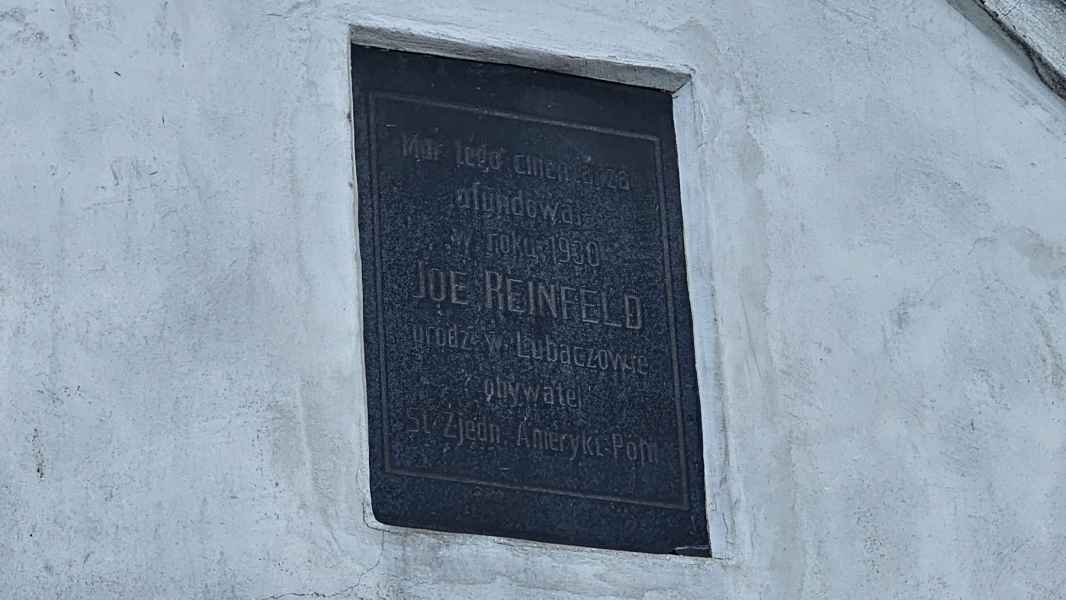 Mur tego cmentarza
ufundował
w roku 1930
JOE REINFELD
urodz. w. Lubaczowie
obywatel
St. Zjedn. Ameryki-Półn